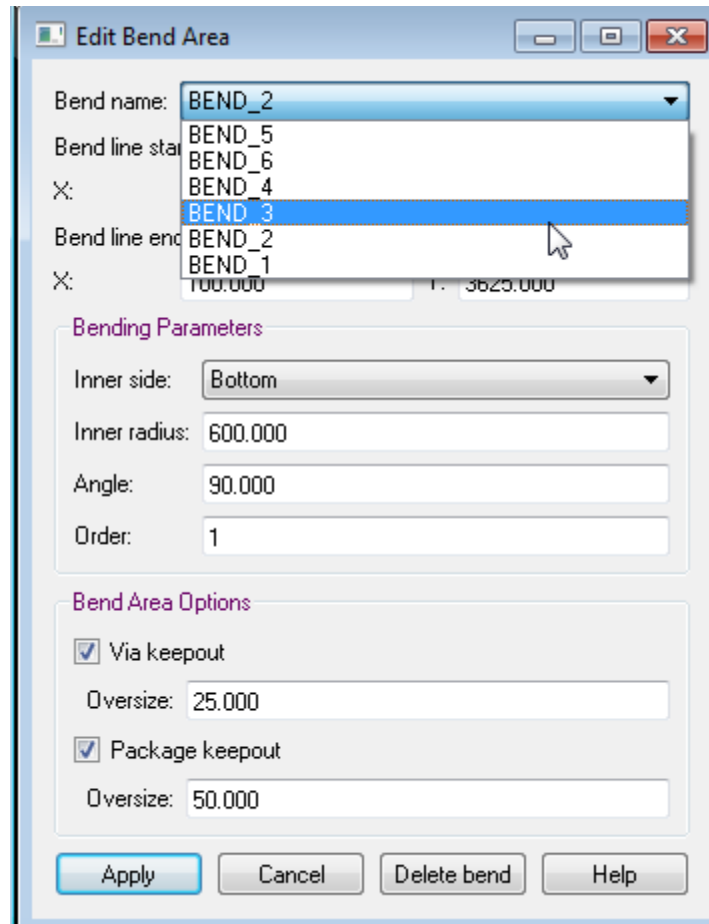 Edit Bend Area
Bend name: BEND_2
BEND_5
Bend line star
BEND_6
X:
BEND_4
BEND_3
Bend line end
BEND_2
BEND_1
X: 100.000 Y: 3625.000
Bending Parameters
Inner side: Bottom
Inner radius: 600.000
Angle: 90.000
Order: 1
Bend Area Options
Via keepout
Oversize: 25.000
Package keepout
Oversize: 50.000
Apply Cancel Delete bend Help